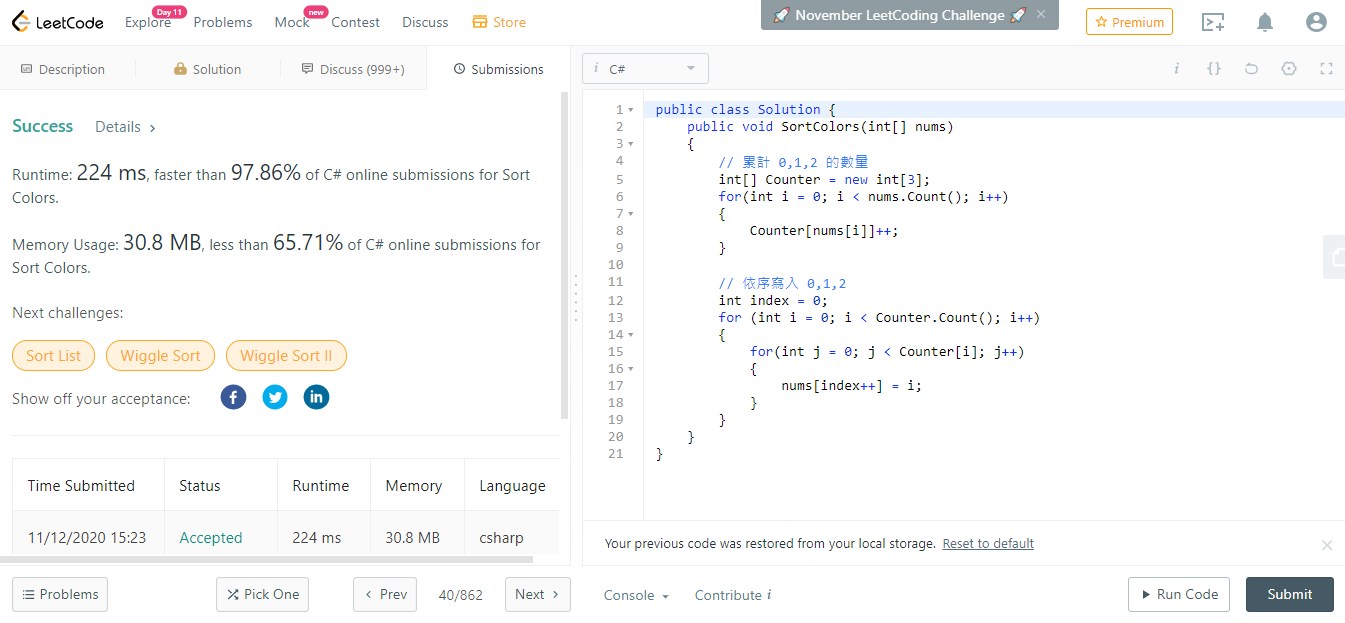 LeetCode
Explore Day 11 Problems Mock new Contest Discuss Store
🚀 November LeetCoding Challenge 🚀 ×
Premium
Description Solution Discuss (999+) Submissions
i C#
Success Details >
Runtime: 224 ms, faster than 97.86% of C# online submissions for Sort
Colors.
Memory Usage: 30.8 MB, less than 65.71% of C# online submissions for
Sort Colors.
Next challenges:
Sort List Wiggle Sort Wiggle Sort II
Show off your acceptance:
Time Submitted Status Runtime Memory Language
11/12/2020 15:23 Accepted 224 ms 30.8 MB csharp
1 public class Solution {
2 public void SortColors(int[] nums)
3 {
4 // 累計 0,1,2 的數量
5 int[] Counter = new int[3];
6 for(int i = 0; i < nums.Count(); i++)
7 {
8 Counter[nums[i]]++;
9 }
10
11 // 依序寫入 0,1,2
12 int index = 0;
13 for (int i = 0; i < Counter.Count(); i++)
14 {
15 for(int j = 0; j < Counter[i]; j++)
16 {
17 nums[index++] = i;
18 }
19 }
20 }
21 }
Your previous code was restored from your local storage. Reset to default
Problems Pick One < Prev 40/862 Next >
Console Contribute i Run Code Submit